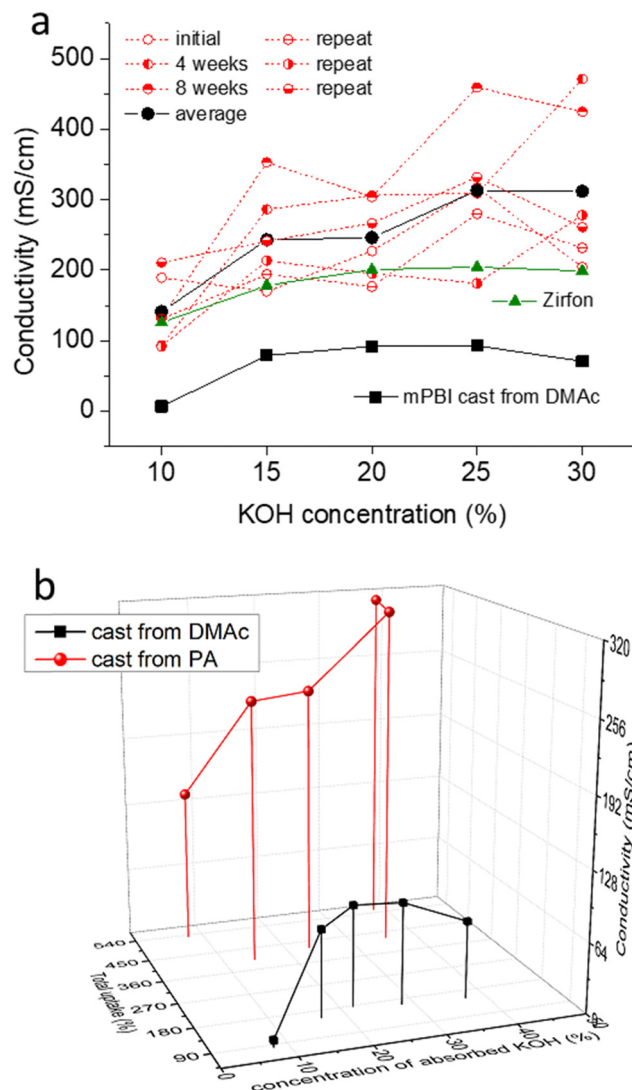 a
initial
repeat
4 weeks
repeat
8 weeks
repeat
average
500
400
300
200
100
0
Conductivity (mS/cm)
Zirfon
mPBI cast from DMAc
10 15 20 25 30
KOH concentration (%)
b
cast from DMAc
cast from PA
320
256
192
128
64
Conductivity (mS/cm)
540
450
360
270
180
90
Total uptake (%)
0 10 20 30 40
concentration of absorbed KOH (%)